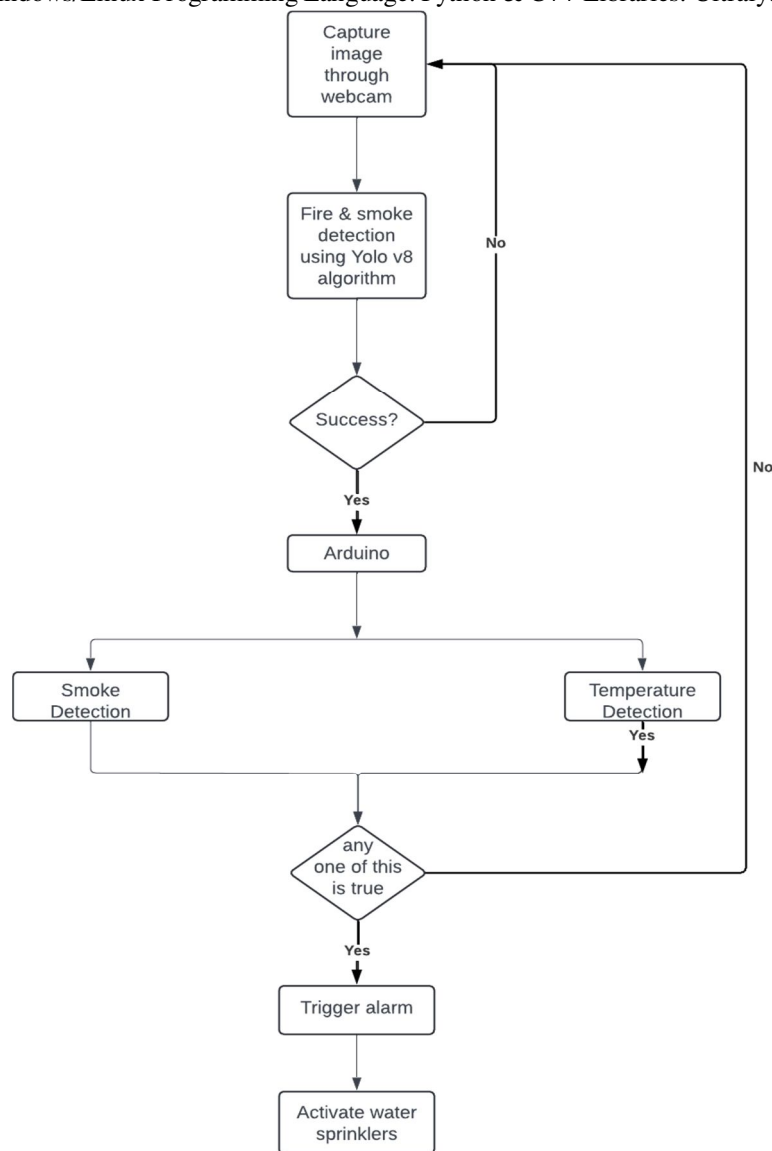 Capture
image
through
webcam
Fire & smoke
detection
using Yolo v8
algorithm
No
Success?
No
Yes
Arduino
Smoke
Detection
Temperature
Detection
Yes
any
one of this
is true
Yes
Trigger alarm
Activate water
sprinklers